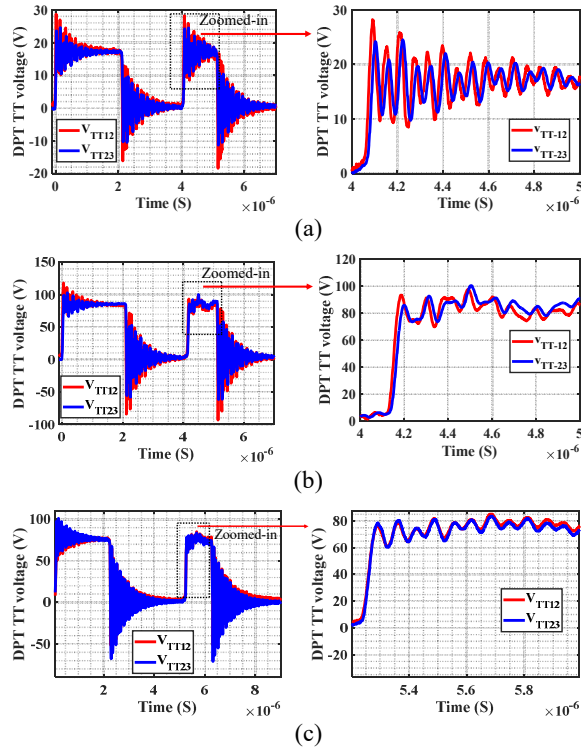 DPT TT voltage (V)
30
20
10
0
-10
-20
0
2
4
6
Time (S)
×10⁻⁶
Zoomed-in
V_TT12
V_TT23
DPT TT voltage (V)
30
20
10
0
4
4.2
4.4
4.6
4.8
5
Time (S)
×10⁻⁶
v_TT-12
v_TT-23
(a)
DPT TT voltage (V)
150
100
50
0
-50
-100
0
2
4
6
Time (S)
×10⁻⁶
Zoomed-in
V_TT12
V_TT23
DPT TT voltage (V)
120
100
80
60
40
20
0
4
4.2
4.4
4.6
4.8
5
Time (S)
×10⁻⁶
v_TT-12
v_TT-23
(b)
DPT TT voltage (V)
100
50
0
-50
2
4
6
8
Time (S)
×10⁻⁶
Zoomed-in
V_TT12
V_TT23
DPT TT voltage (V)
80
60
40
20
0
-20
5.4
5.6
5.8
6
Time (S)
×10⁻⁶
V_TT12
V_TT23
(c)